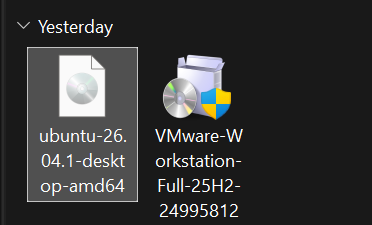 Yesterday
ubuntu-26.
04.1-deskt
op-amd64
VMware-W
orkstation-
Full-25H2-
24995812